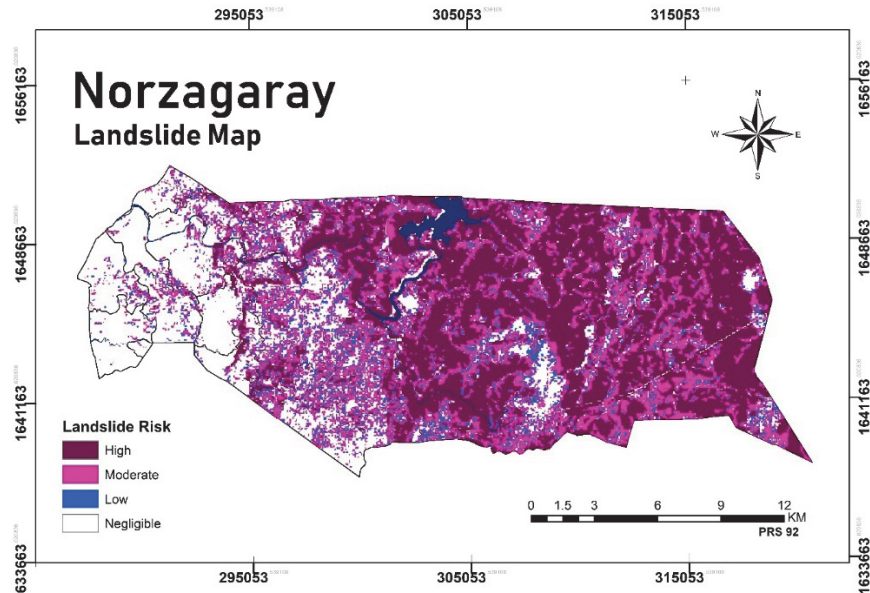 295053
305053
315053
1656163
1656163
Norzagaray
Landslide Map
N
W
E
S
1648663
1648663
1641163
1641163
Landslide Risk
High
Moderate
Low
Negligible
0 1.5 3 6 9 12
KM
PRS 92
1633663
1633663
295053
305053
315053